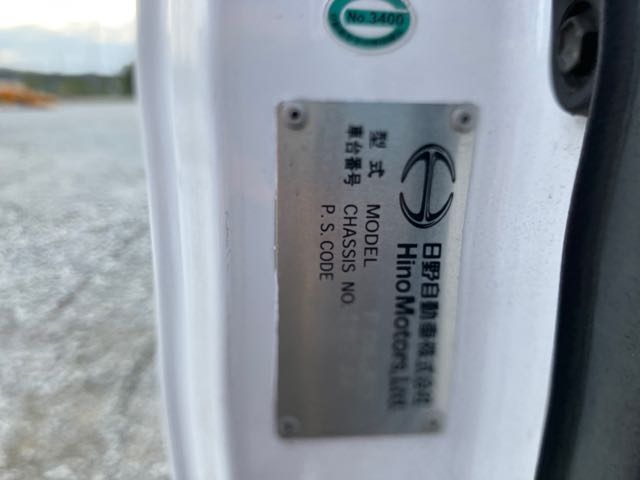 No.3400
日野自動車株式会社
Hino Motors, Ltd.
型式 MODEL
車台番号 CHASSIS NO.
P.S. CODE